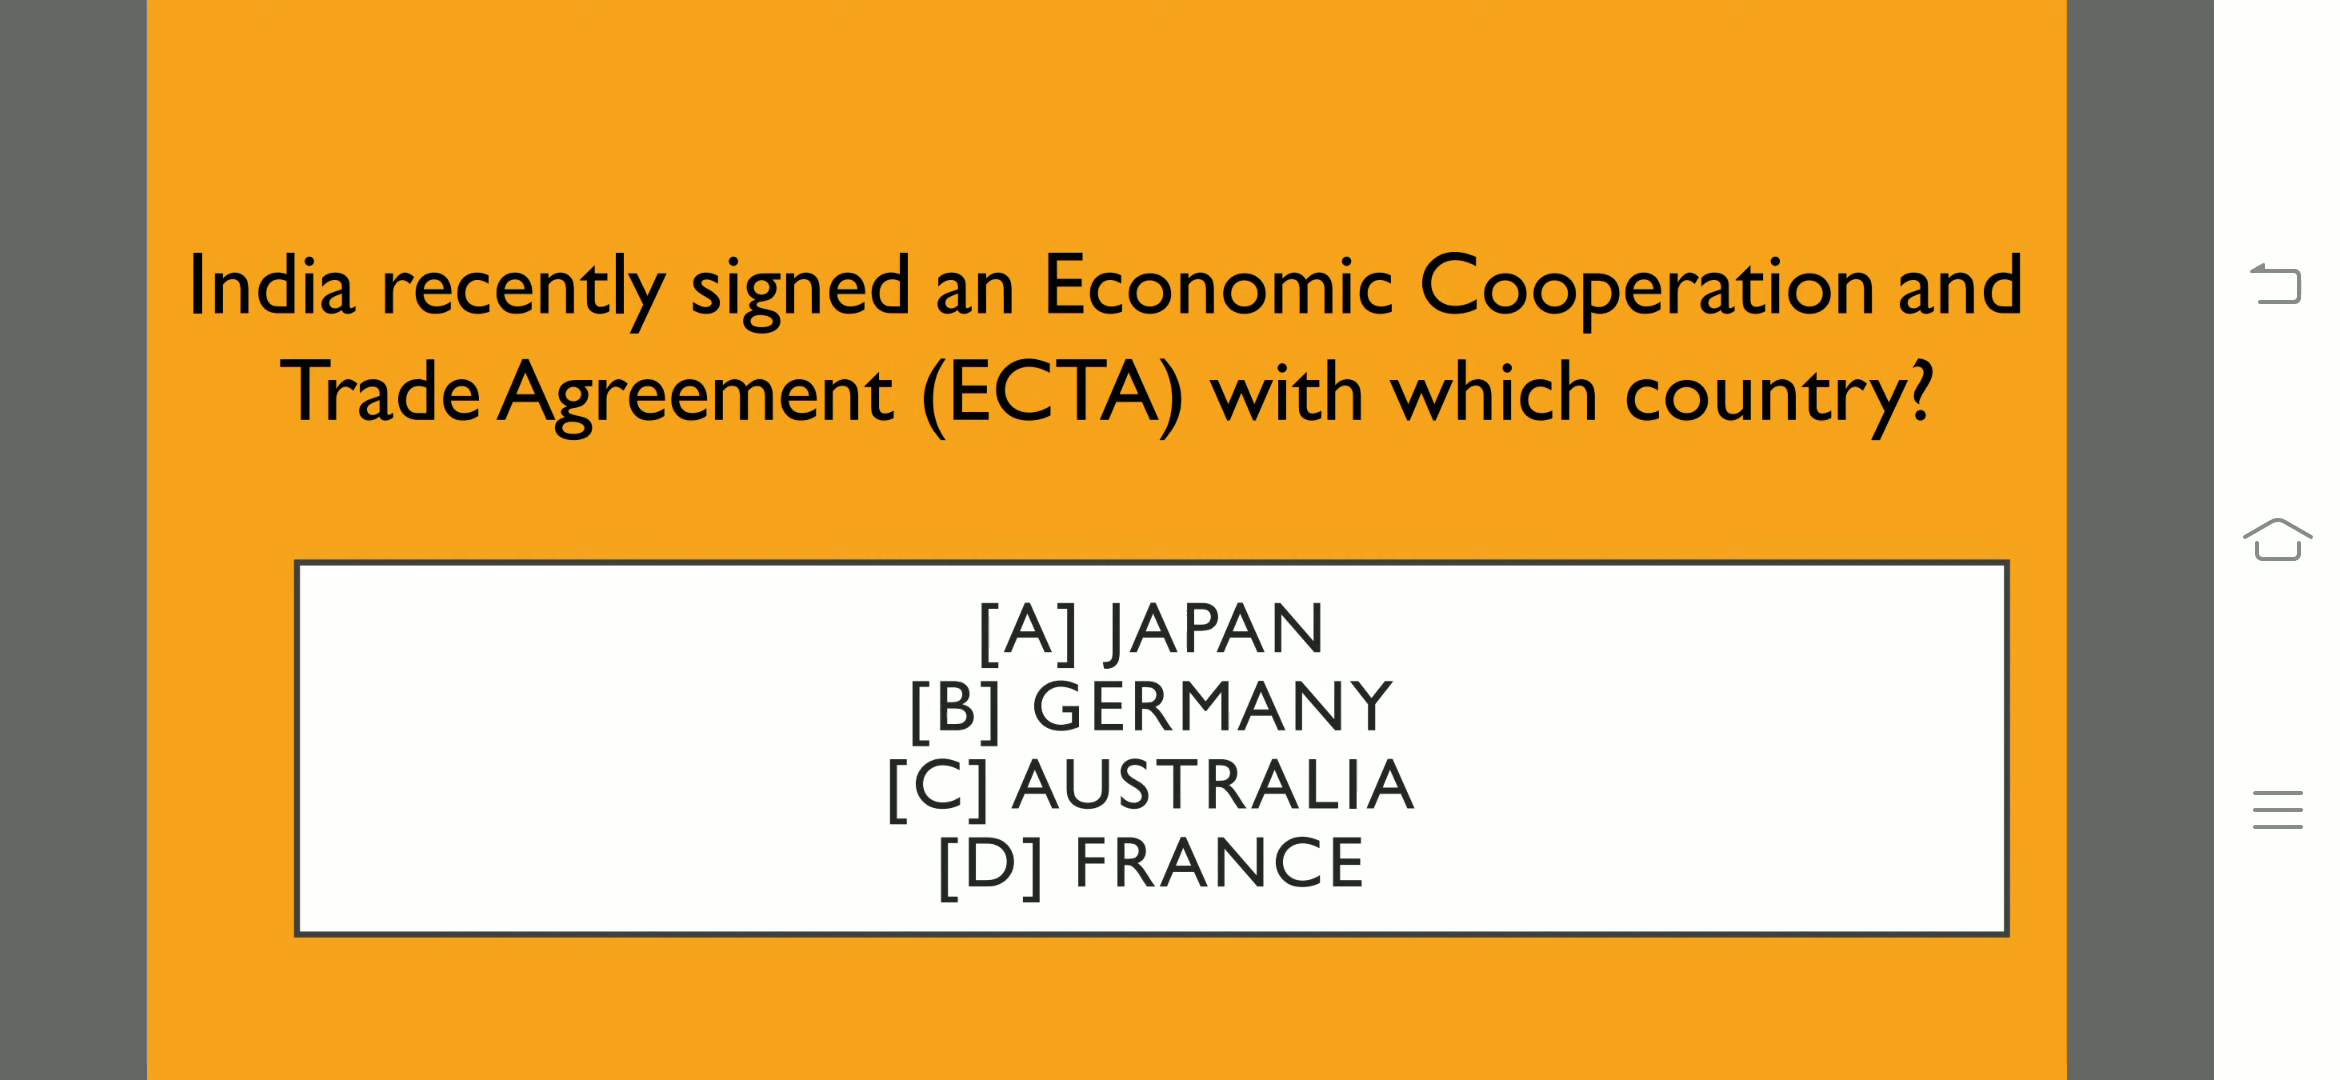 India recently signed an Economic Cooperation and
Trade Agreement (ECTA) with which country?
[A] JAPAN
[B] GERMANY
[C] AUSTRALIA
[D] FRANCE